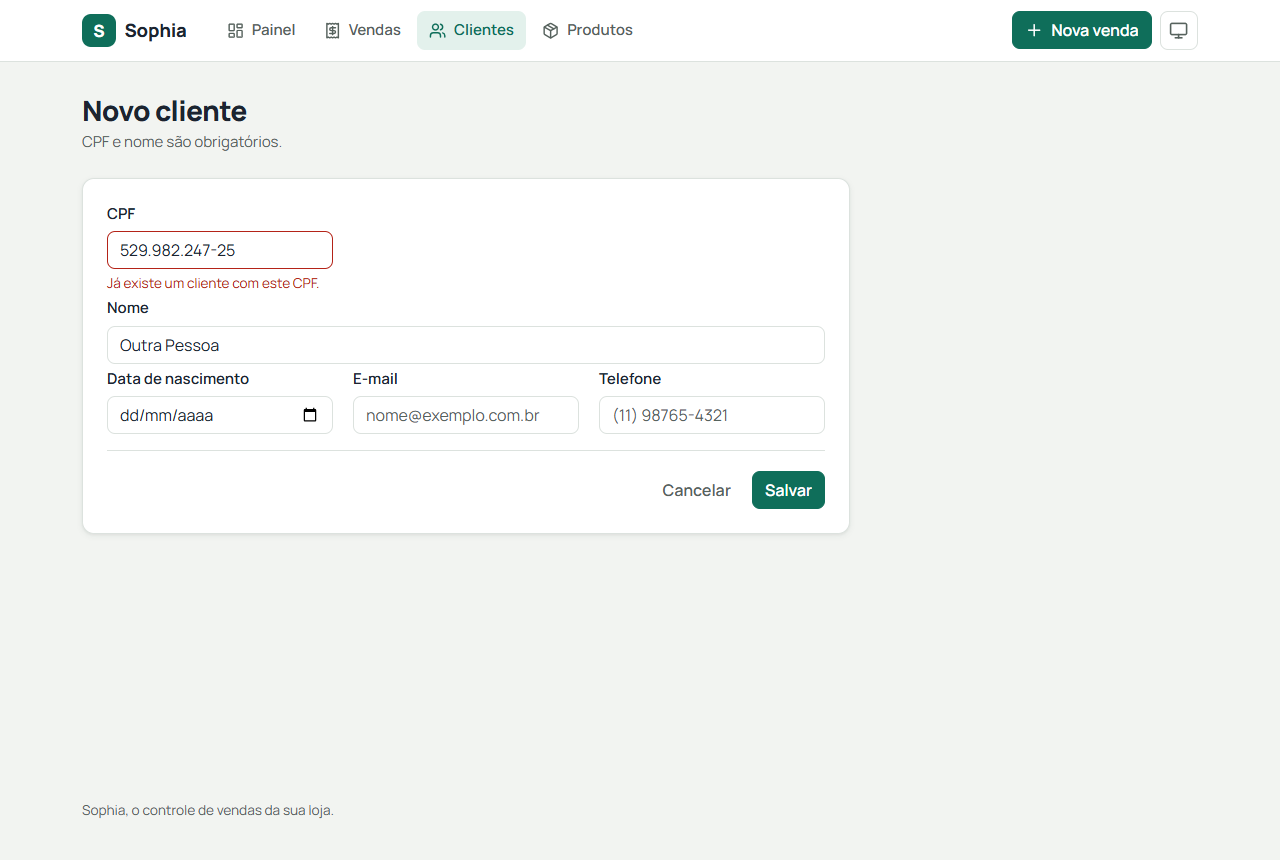 S Sophia Painel Vendas Clientes Produtos Nova venda
Novo cliente
CPF e nome são obrigatórios.
CPF
529.982.247-25
Já existe um cliente com este CPF.
Nome
Outra Pessoa
Data de nascimento E-mail Telefone
dd/mm/aaaa nome@exemplo.com.br (11) 98765-4321
Cancelar Salvar
Sophia, o controle de vendas da sua loja.